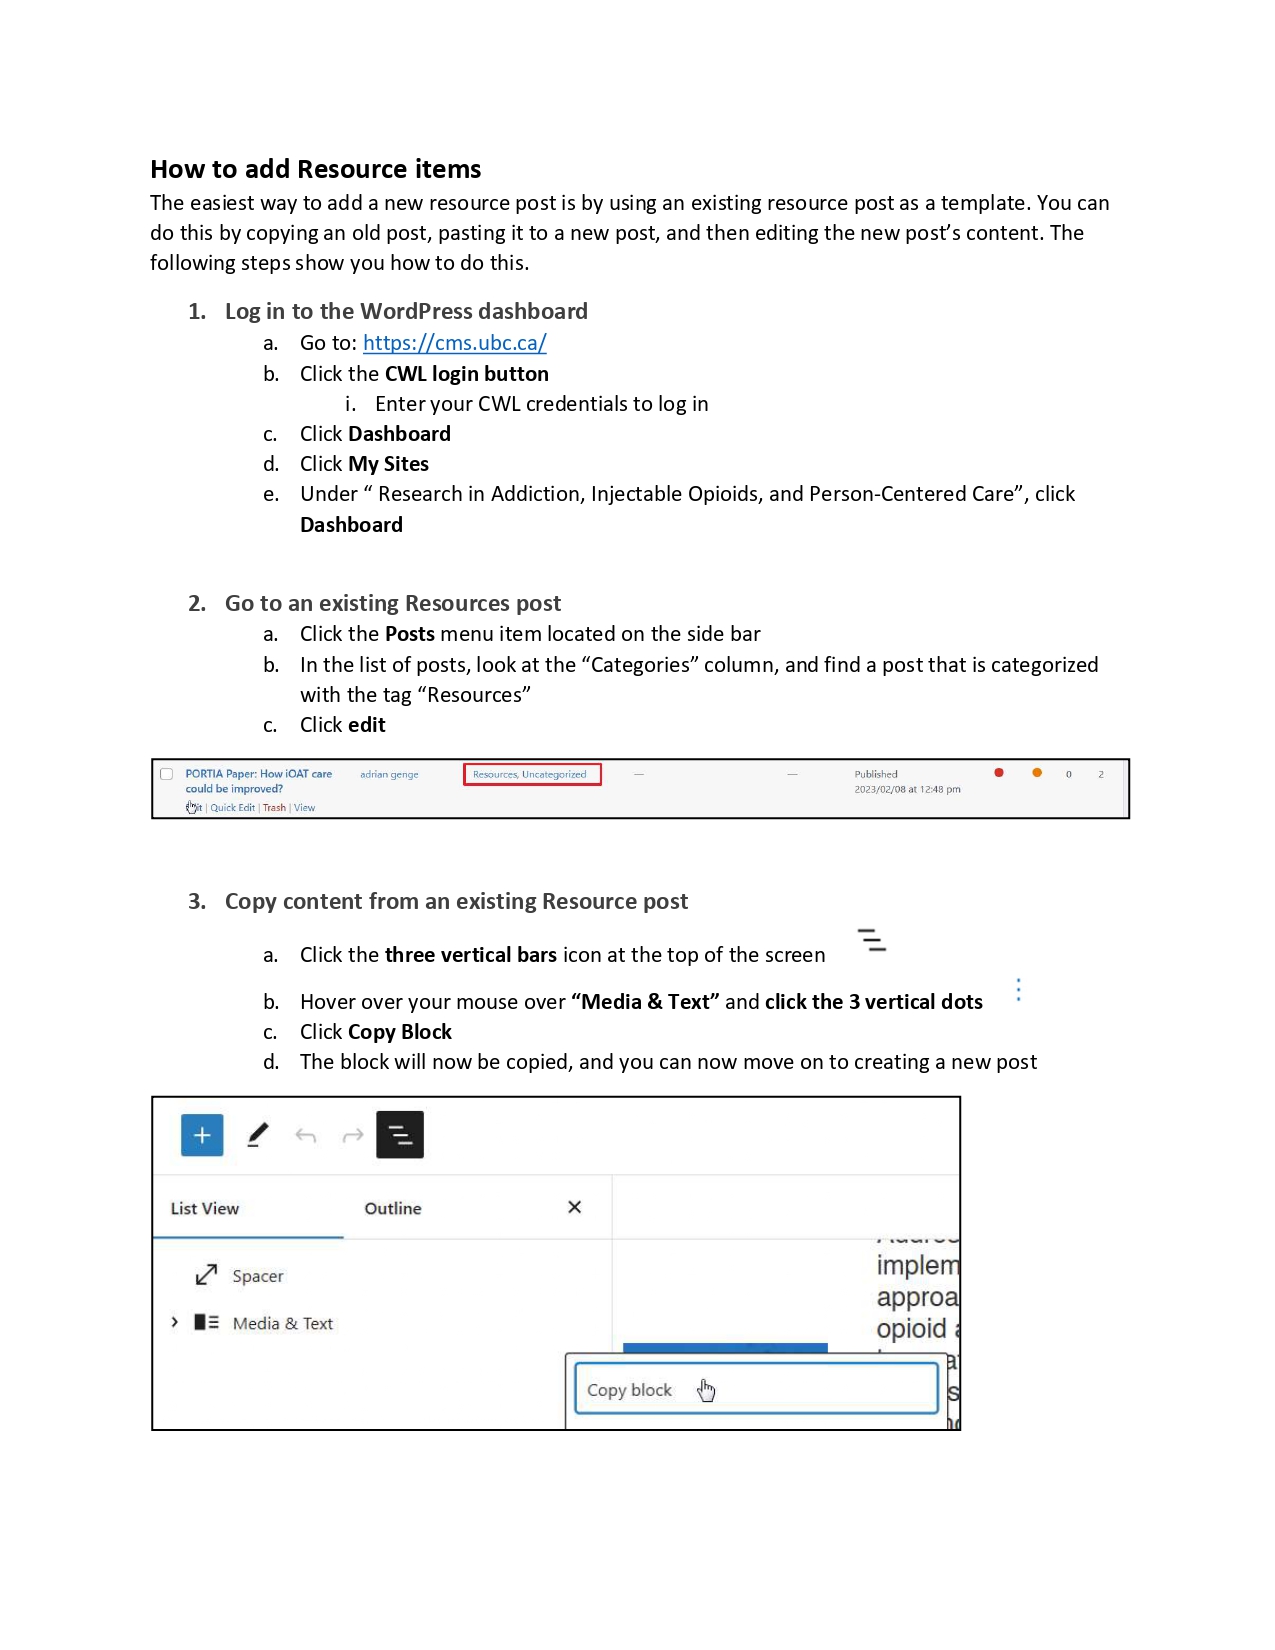 How to add Resource items
The easiest way to add a new resource post is by using an existing resource post as a template. You can
do this by copying an old post, pasting it to a new post, and then editing the new post’s content. The
following steps show you how to do this.
1. Log in to the WordPress dashboard
a. Go to: https://cms.ubc.ca/
b. Click the CWL login button
i. Enter your CWL credentials to log in
c. Click Dashboard
d. Click My Sites
e. Under “ Research in Addiction, Injectable Opioids, and Person-Centered Care”, click
Dashboard
2. Go to an existing Resources post
a. Click the Posts menu item located on the side bar
b. In the list of posts, look at the “Categories” column, and find a post that is categorized
with the tag “Resources”
c. Click edit
PORTIA Paper: How iOAT care adrian genge Resources, Uncategorized — — Published 0 2
could be improved? 2023/02/08 at 12:48 pm
| Quick Edit | Trash | View
3. Copy content from an existing Resource post
a. Click the three vertical bars icon at the top of the screen
b. Hover over your mouse over “Media & Text” and click the 3 vertical dots
c. Click Copy Block
d. The block will now be copied, and you can now move on to creating a new post
List View Outline
Spacer
implem
Media & Text
approa
opioid
Copy block